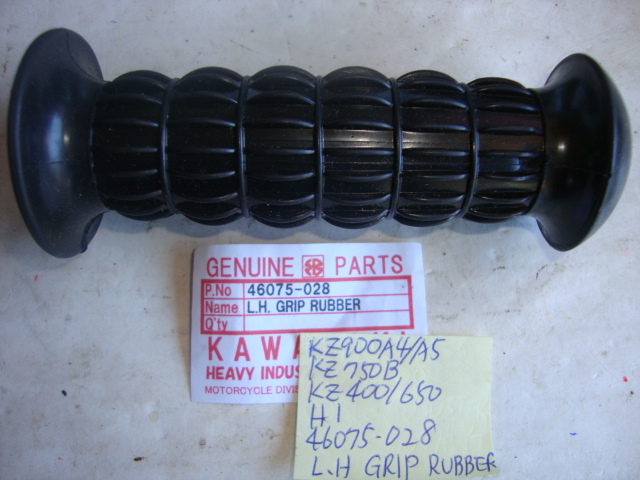 GENUINE PARTS
P.No 46075-028
Name L.H. GRIP RUBBER
Q'ty
KAWA
HEAVY INDUS
MOTORCYCLE DIVIS
KZ900A4/A5
KZ750B
KZ400/650
H1
46075-028
L.H GRIP RUBBER